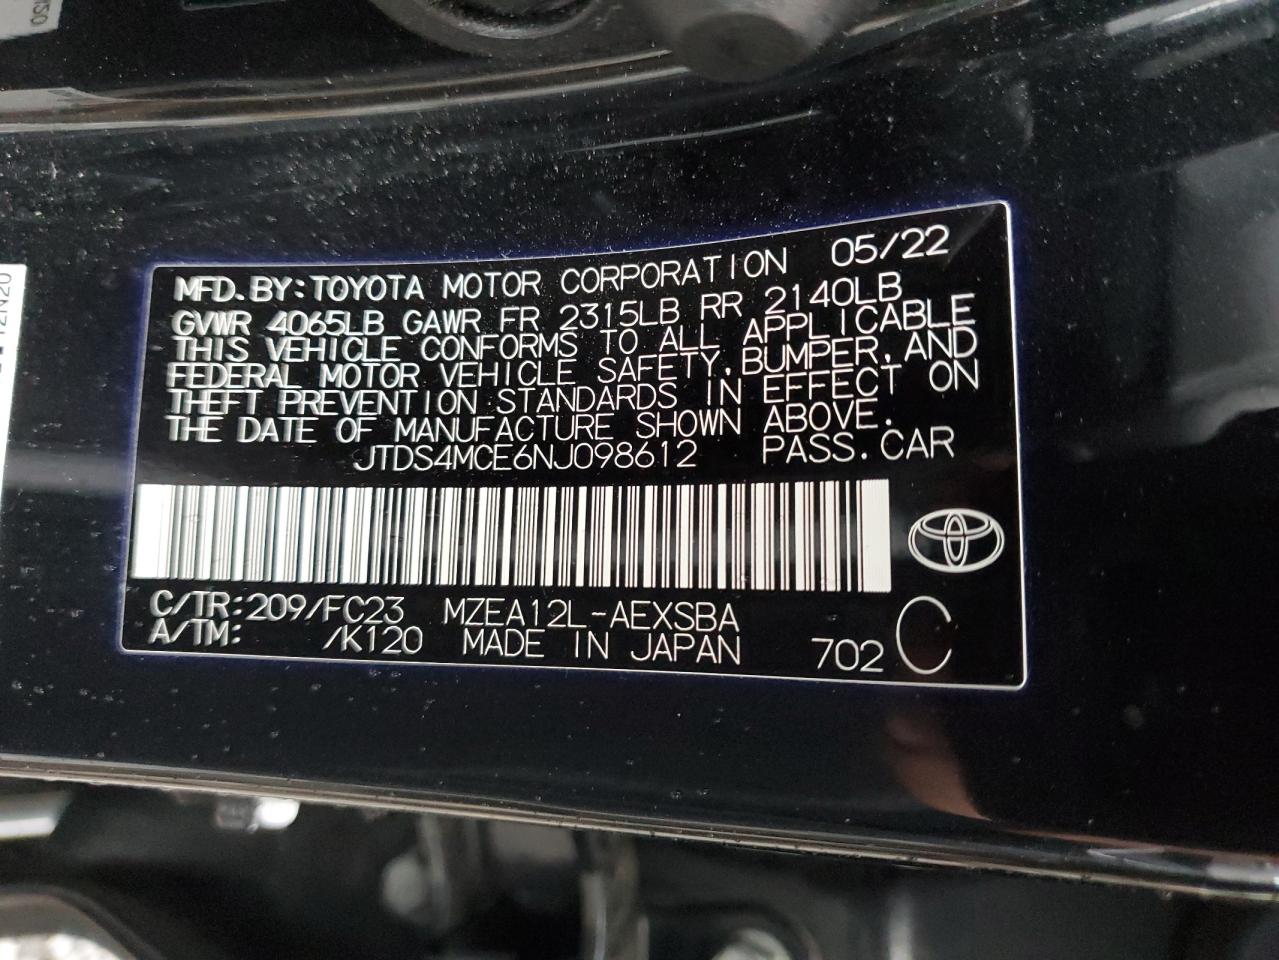 MFD.BY:TOYOTA MOTOR CORPORATION 05/22
GVWR 4065LB GAWR FR 2315LB RR 2140LB
THIS VEHICLE CONFORMS TO ALL APPLICABLE
FEDERAL MOTOR VEHICLE SAFETY,BUMPER,AND
THEFT PREVENTION STANDARDS IN EFFECT ON
THE DATE OF MANUFACTURE SHOWN ABOVE.
JTDS4MCE6NJ098612 PASS.CAR
C/TR:209/FC23 MZEA12L-AEXSBA
A/TM: /K120 MADE IN JAPAN 702 C